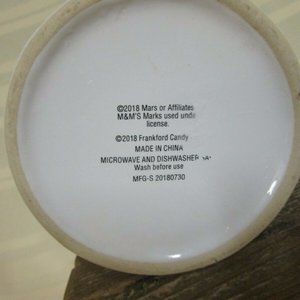 ©2018 Mars or Affiliates
M&M'S Marks used unde
license.
©2018 Frankford Candy
MADE IN CHINA
MICROWAVE AND DISHWASHER
Wash before use
MFG-S 20180730